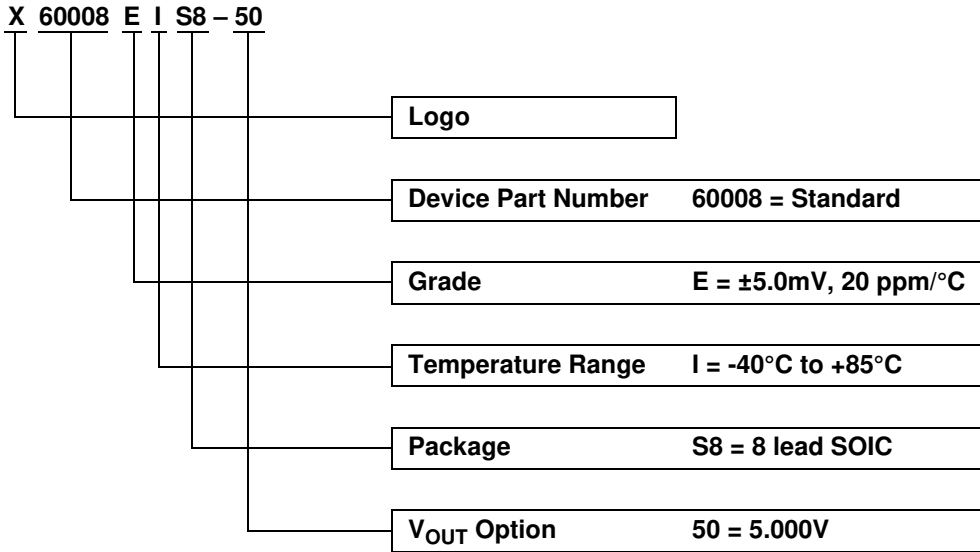 X 60008 E I S8 – 50
Logo
Device Part Number 60008 = Standard
Grade E = ±5.0mV, 20 ppm/°C
Temperature Range I = -40°C to +85°C
Package S8 = 8 lead SOIC
VOUT Option 50 = 5.000V